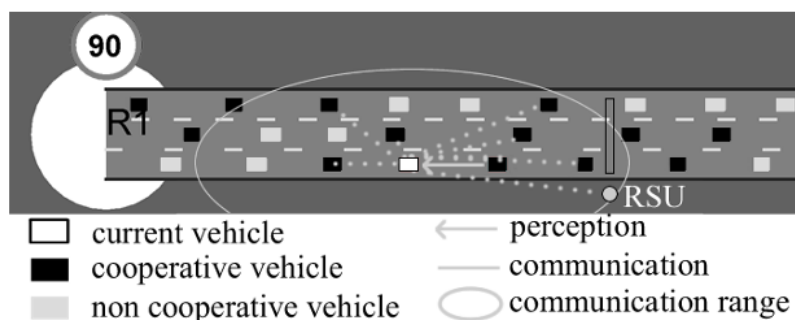 90
R1
RSU
current vehicle
perception
cooperative vehicle
communication
non cooperative vehicle
communication range